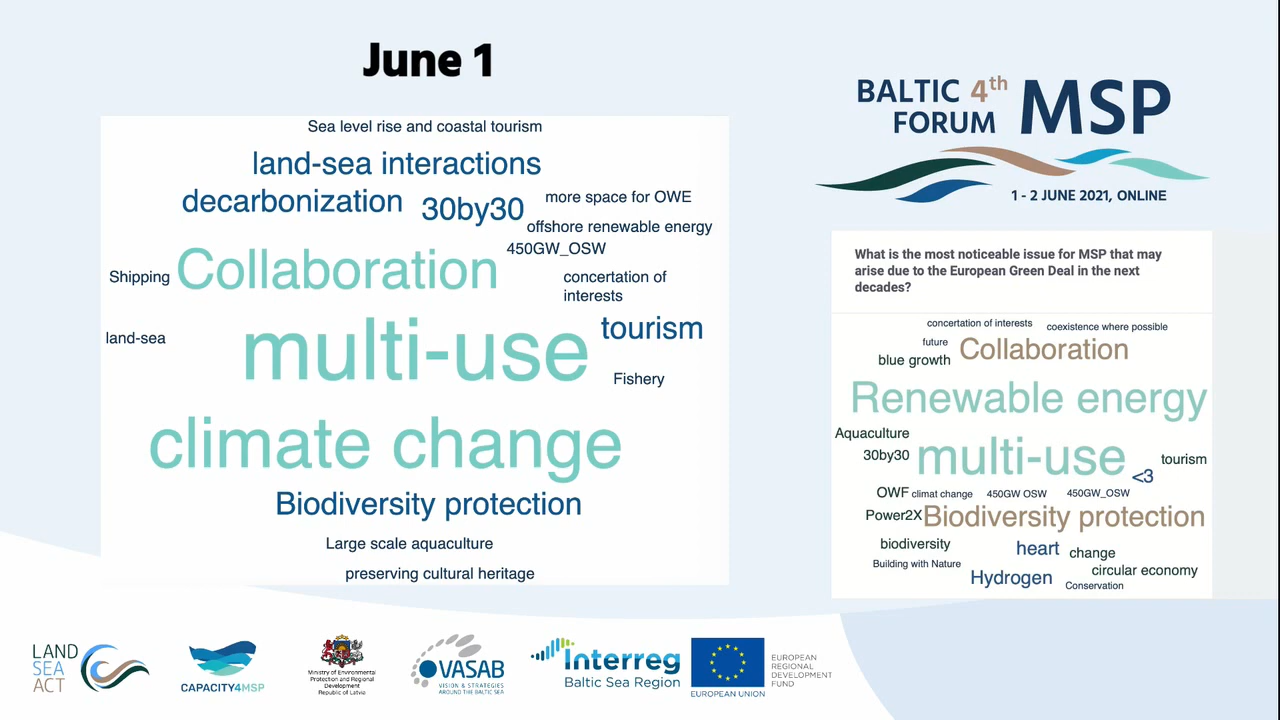 June 1
Sea level rise and coastal tourism
land-sea interactions
decarbonization
30by30
more space for OWE
offshore renewable energy
450GW_OSW
Shipping
Collaboration
concertation of
interests
land-sea
multi-use
tourism
Fishery
climate change
Biodiversity protection
Large scale aquaculture
preserving cultural heritage
BALTIC 4th
FORUM
MSP
1 - 2 JUNE 2021, ONLINE
What is the most noticeable issue for MSP that may
arise due to the European Green Deal in the next
decades?
concertation of interests
coexistence where possible
future
blue growth
Collaboration
Renewable energy
Aquaculture
30by30
multi-use
<3
tourism
OWF
climat change
450GW OSW
450GW_OSW
Power2X
Biodiversity protection
biodiversity
heart
change
Building with Nature
Hydrogen
circular economy
Conservation
LAND
SEA
ACT
CAPACITY4MSP
Ministry of Environmental
Protection and Regional
Development
Republic of Latvia
VASAB
VISION & STRATEGIES
AROUND THE BALTIC SEA
Interreg
Baltic Sea Region
EUROPEAN UNION
EUROPEAN
REGIONAL
DEVELOPMENT
FUND